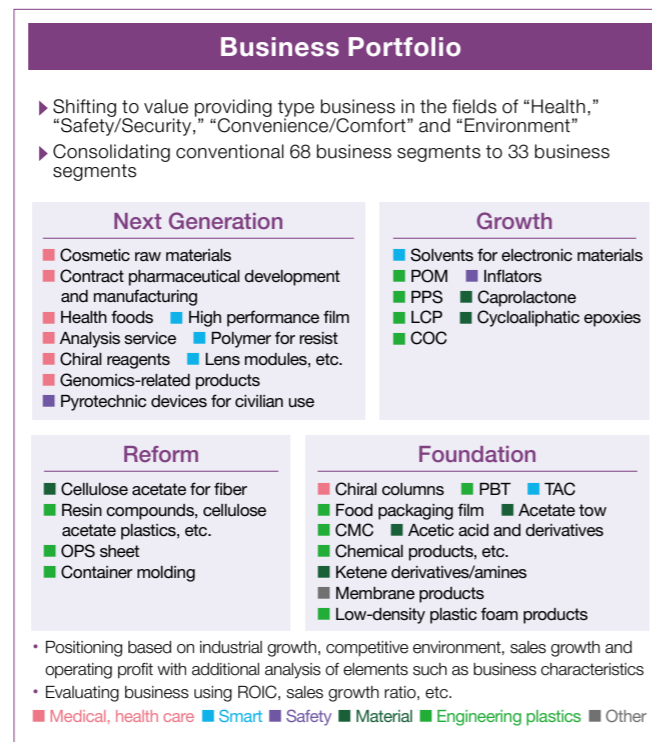 Business Portfolio
Shifting to value providing type business in the fields of “Health,”
“Safety/Security,” “Convenience/Comfort” and “Environment”
Consolidating conventional 68 business segments to 33 business
segments
Next Generation
Cosmetic raw materials
Contract pharmaceutical development
and manufacturing
Health foods High performance film
Analysis service Polymer for resist
Chiral reagents Lens modules, etc.
Genomics-related products
Pyrotechnic devices for civilian use
Growth
Solvents for electronic materials
POM Inflators
PPS Caprolactone
LCP Cycloaliphatic epoxies
COC
Reform
Cellulose acetate for fiber
Resin compounds, cellulose
acetate plastics, etc.
OPS sheet
Container molding
Foundation
Chiral columns PBT TAC
Food packaging film Acetate tow
CMC Acetic acid and derivatives
Chemical products, etc.
Ketene derivatives/amines
Membrane products
Low-density plastic foam products
• Positioning based on industrial growth, competitive environment, sales growth and
operating profit with additional analysis of elements such as business characteristics
• Evaluating business using ROIC, sales growth ratio, etc.
Medical, health care Smart Safety Material Engineering plastics Other